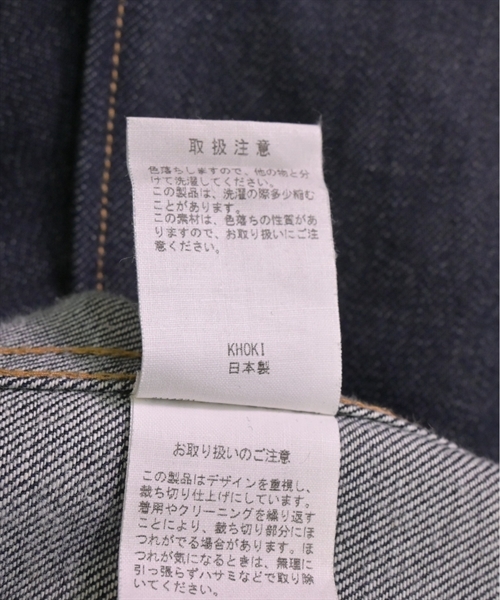 取扱注意
色落ちしますので、他の物と分
けて洗濯してください。
この製品は、洗濯の際多少縮む
ことがあります。
この素材は、色落ちの性質があ
りますので、お取り扱いにご注
意ください。
KHOKI
日本製
お取り扱いのご注意
この製品はデザインを重視し、
裁ち切り仕上げにしています。
着用やクリーニングを繰り返す
ことにより、裁ち切り部分にほ
つれがでる場合があります。ほ
つれが気になるときは、無理に
引っ張らずハサミなどで取り除
いてください。